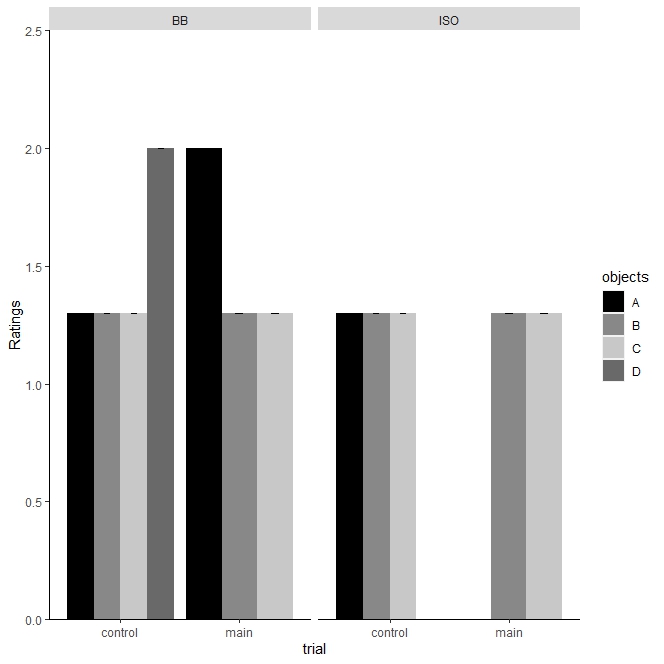 BB
ISO
2.5
2.0
1.5
1.0
0.5
0.0
Ratings
control
main
control
main
trial
objects
A
B
C
D